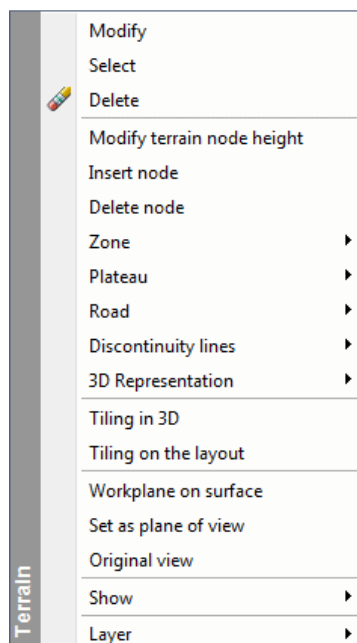 Modify
Select
Delete
Modify terrain node height
Insert node
Delete node
Zone
Plateau
Road
Discontinuity lines
3D Representation
Tiling in 3D
Tiling on the layout
Workplane on surface
Set as plane of view
Original view
Show
Layer
Terrain